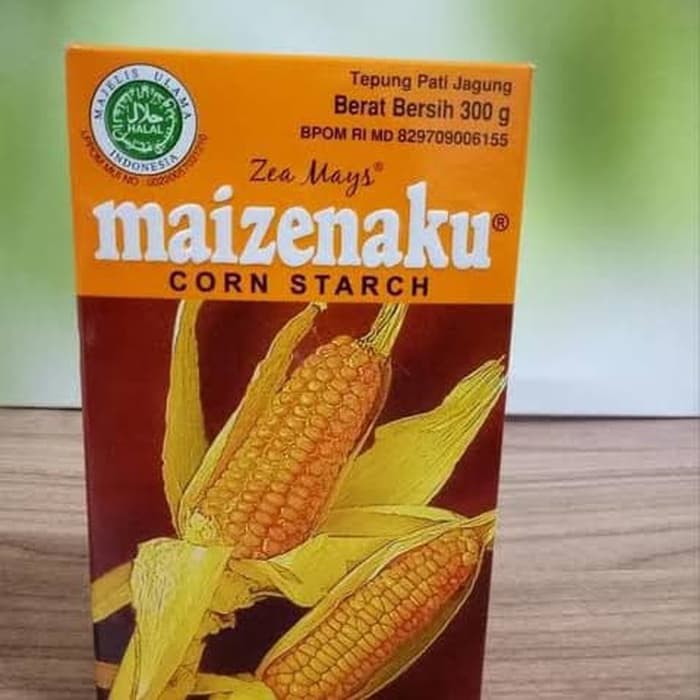 MAJELIS ULAMA
حلال
HALAL
INDONESIA
Tepung Pati Jagung
Berat Bersih 300 g
BPOM RI MD 829709006155
Zea Mays®
maizenaku®
CORN STARCH